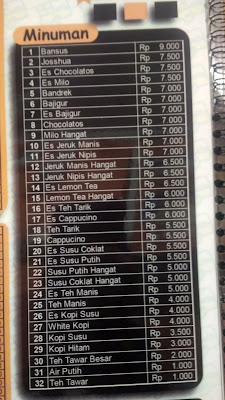 Minuman
1 Bansus Rp 9.000
2 Josshua Rp 7.500
3 Es Chocolatos Rp 7.500
4 Es Milo Rp 7.500
5 Bandrek Rp 7.000
6 Bajigur Rp 7.000
7 Es Bajigur Rp 7.000
8 Chocolatos Rp 7.000
9 Milo Hangat Rp 7.000
10 Es Jeruk Manis Rp 7.000
11 Es Jeruk Nipis Rp 7.000
12 Jeruk Manis Hangat Rp 6.500
13 Jeruk Nipis Hangat Rp 6.500
14 Es Lemon Tea Rp 6.500
15 Lemon Tea Hangat Rp 6.000
16 Es Teh Tarik Rp 6.000
17 Es Cappucino Rp 6.000
18 Teh Tarik Rp 5.500
19 Cappucino Rp 5.500
20 Es Susu Coklat Rp 5.500
21 Es Susu Putih Rp 5.500
22 Susu Putih Hangat Rp 5.000
23 Susu Coklat Hangat Rp 5.000
24 Es Teh Manis Rp 5.000
25 Teh Manis Rp 4.000
26 Es Kopi Susu Rp 4.000
27 White Kopi Rp 4.000
28 Kopi Susu Rp 3.500
29 Kopi Hitam Rp 3.000
30 Teh Tawar Besar Rp 2.000
31 Air Putih Rp 1.000
32 Teh Tawar Rp 1.000